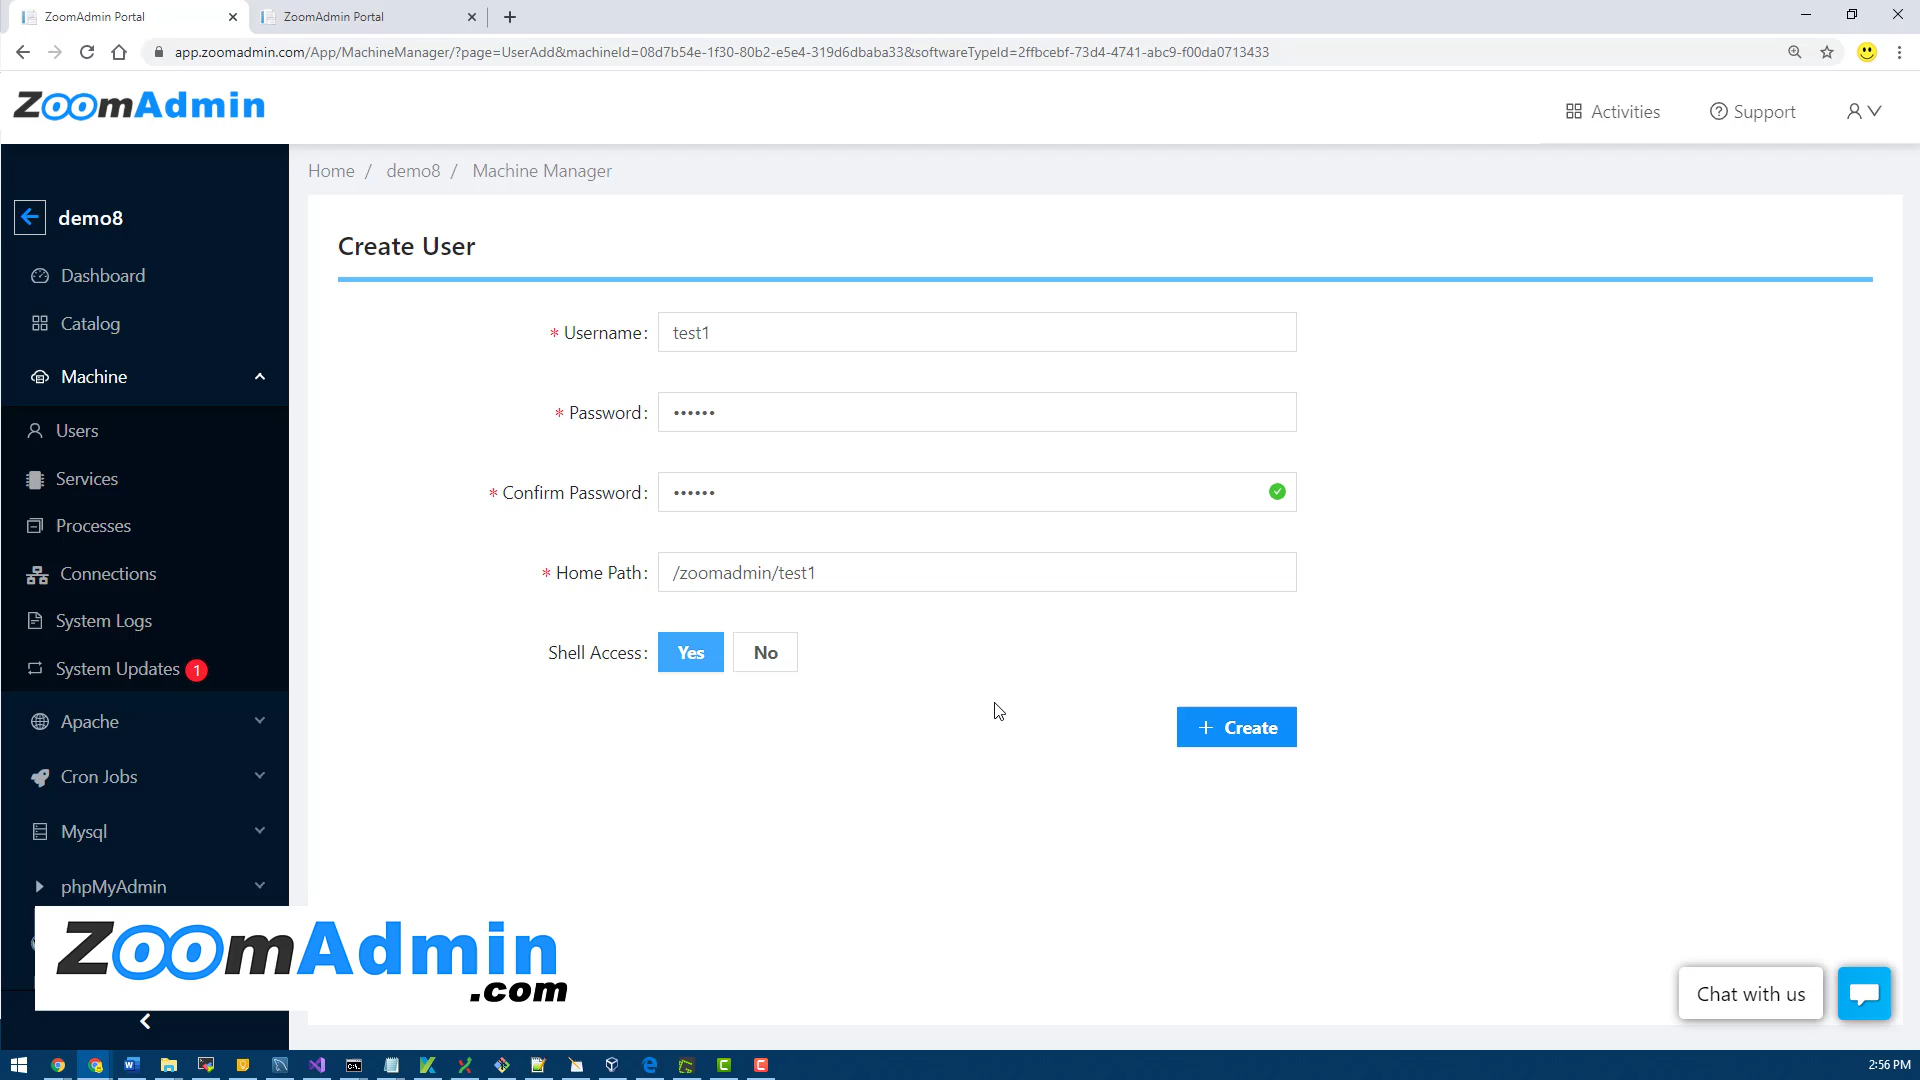 ZoomAdmin Portal
ZoomAdmin Portal
app.zoomadmin.com/App/MachineManager/?page=UserAdd&machineId=08d7b54e-1f30-80b2-e5e4-319d6dbaba33&softwareTypeId=2ffbcebf-73d4-4741-abc9-f00da0713433
ZoomAdmin
Activities
Support
Home / demo8 / Machine Manager
demo8
Create User
Dashboard
Catalog
Machine
Users
Services
Processes
Connections
System Logs
System Updates 1
Apache
Cron Jobs
Mysql
phpMyAdmin
* Username: test1
* Password: ••••••
* Confirm Password: ••••••
* Home Path: /zoomadmin/test1
Shell Access: Yes No
+ Create
ZoomAdmin
.com
Chat with us
2:56 PM